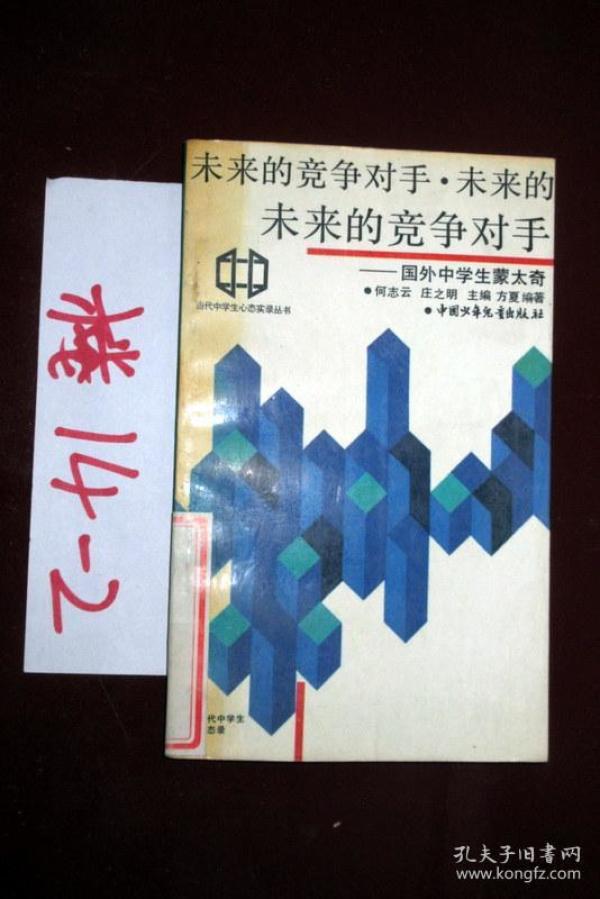 未来的竞争对手·未来的
未来的竞争对手
——国外中学生蒙太奇
●何志云 庄之明 主编 方夏编著
●中国少年儿童出版社
当代中学生心态实录丛书
14-2
代中学生
态录
孔夫子旧书网
www.kongfz.com